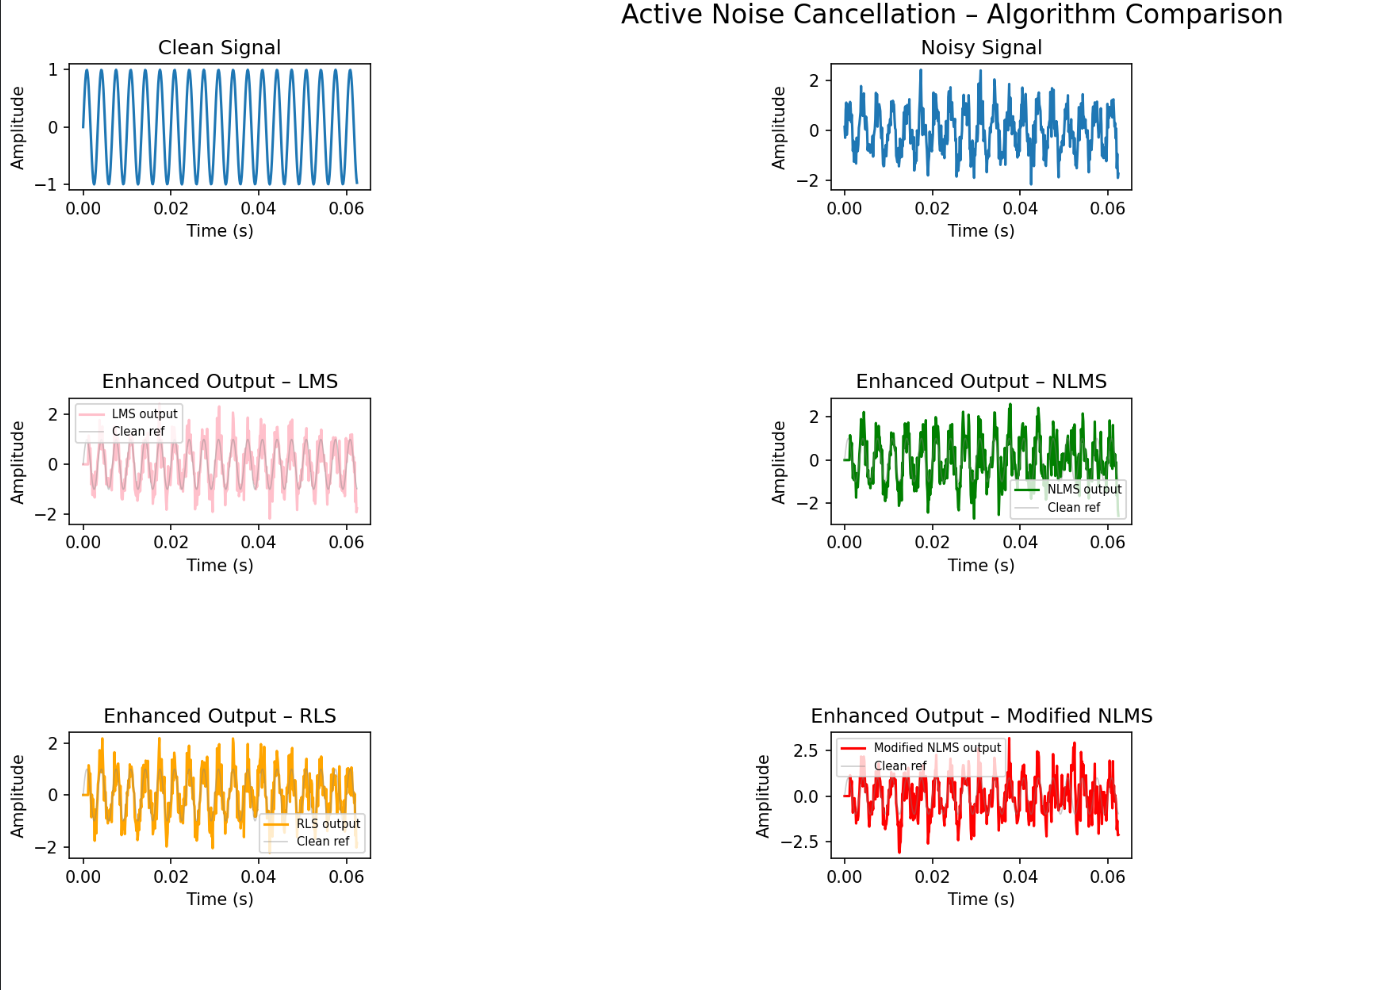 Active Noise Cancellation – Algorithm Comparison
Clean Signal
Amplitude
1
0
−1
0.00 0.02 0.04 0.06
Time (s)
Noisy Signal
Amplitude
2
0
−2
0.00 0.02 0.04 0.06
Time (s)
Enhanced Output – LMS
Amplitude
2
0
−2
LMS output
Clean ref
0.00 0.02 0.04 0.06
Time (s)
Enhanced Output – NLMS
Amplitude
2
0
−2
NLMS output
Clean ref
0.00 0.02 0.04 0.06
Time (s)
Enhanced Output – RLS
Amplitude
2
0
−2
RLS output
Clean ref
0.00 0.02 0.04 0.06
Time (s)
Enhanced Output – Modified NLMS
Amplitude
2.5
0.0
−2.5
Modified NLMS output
Clean ref
0.00 0.02 0.04 0.06
Time (s)